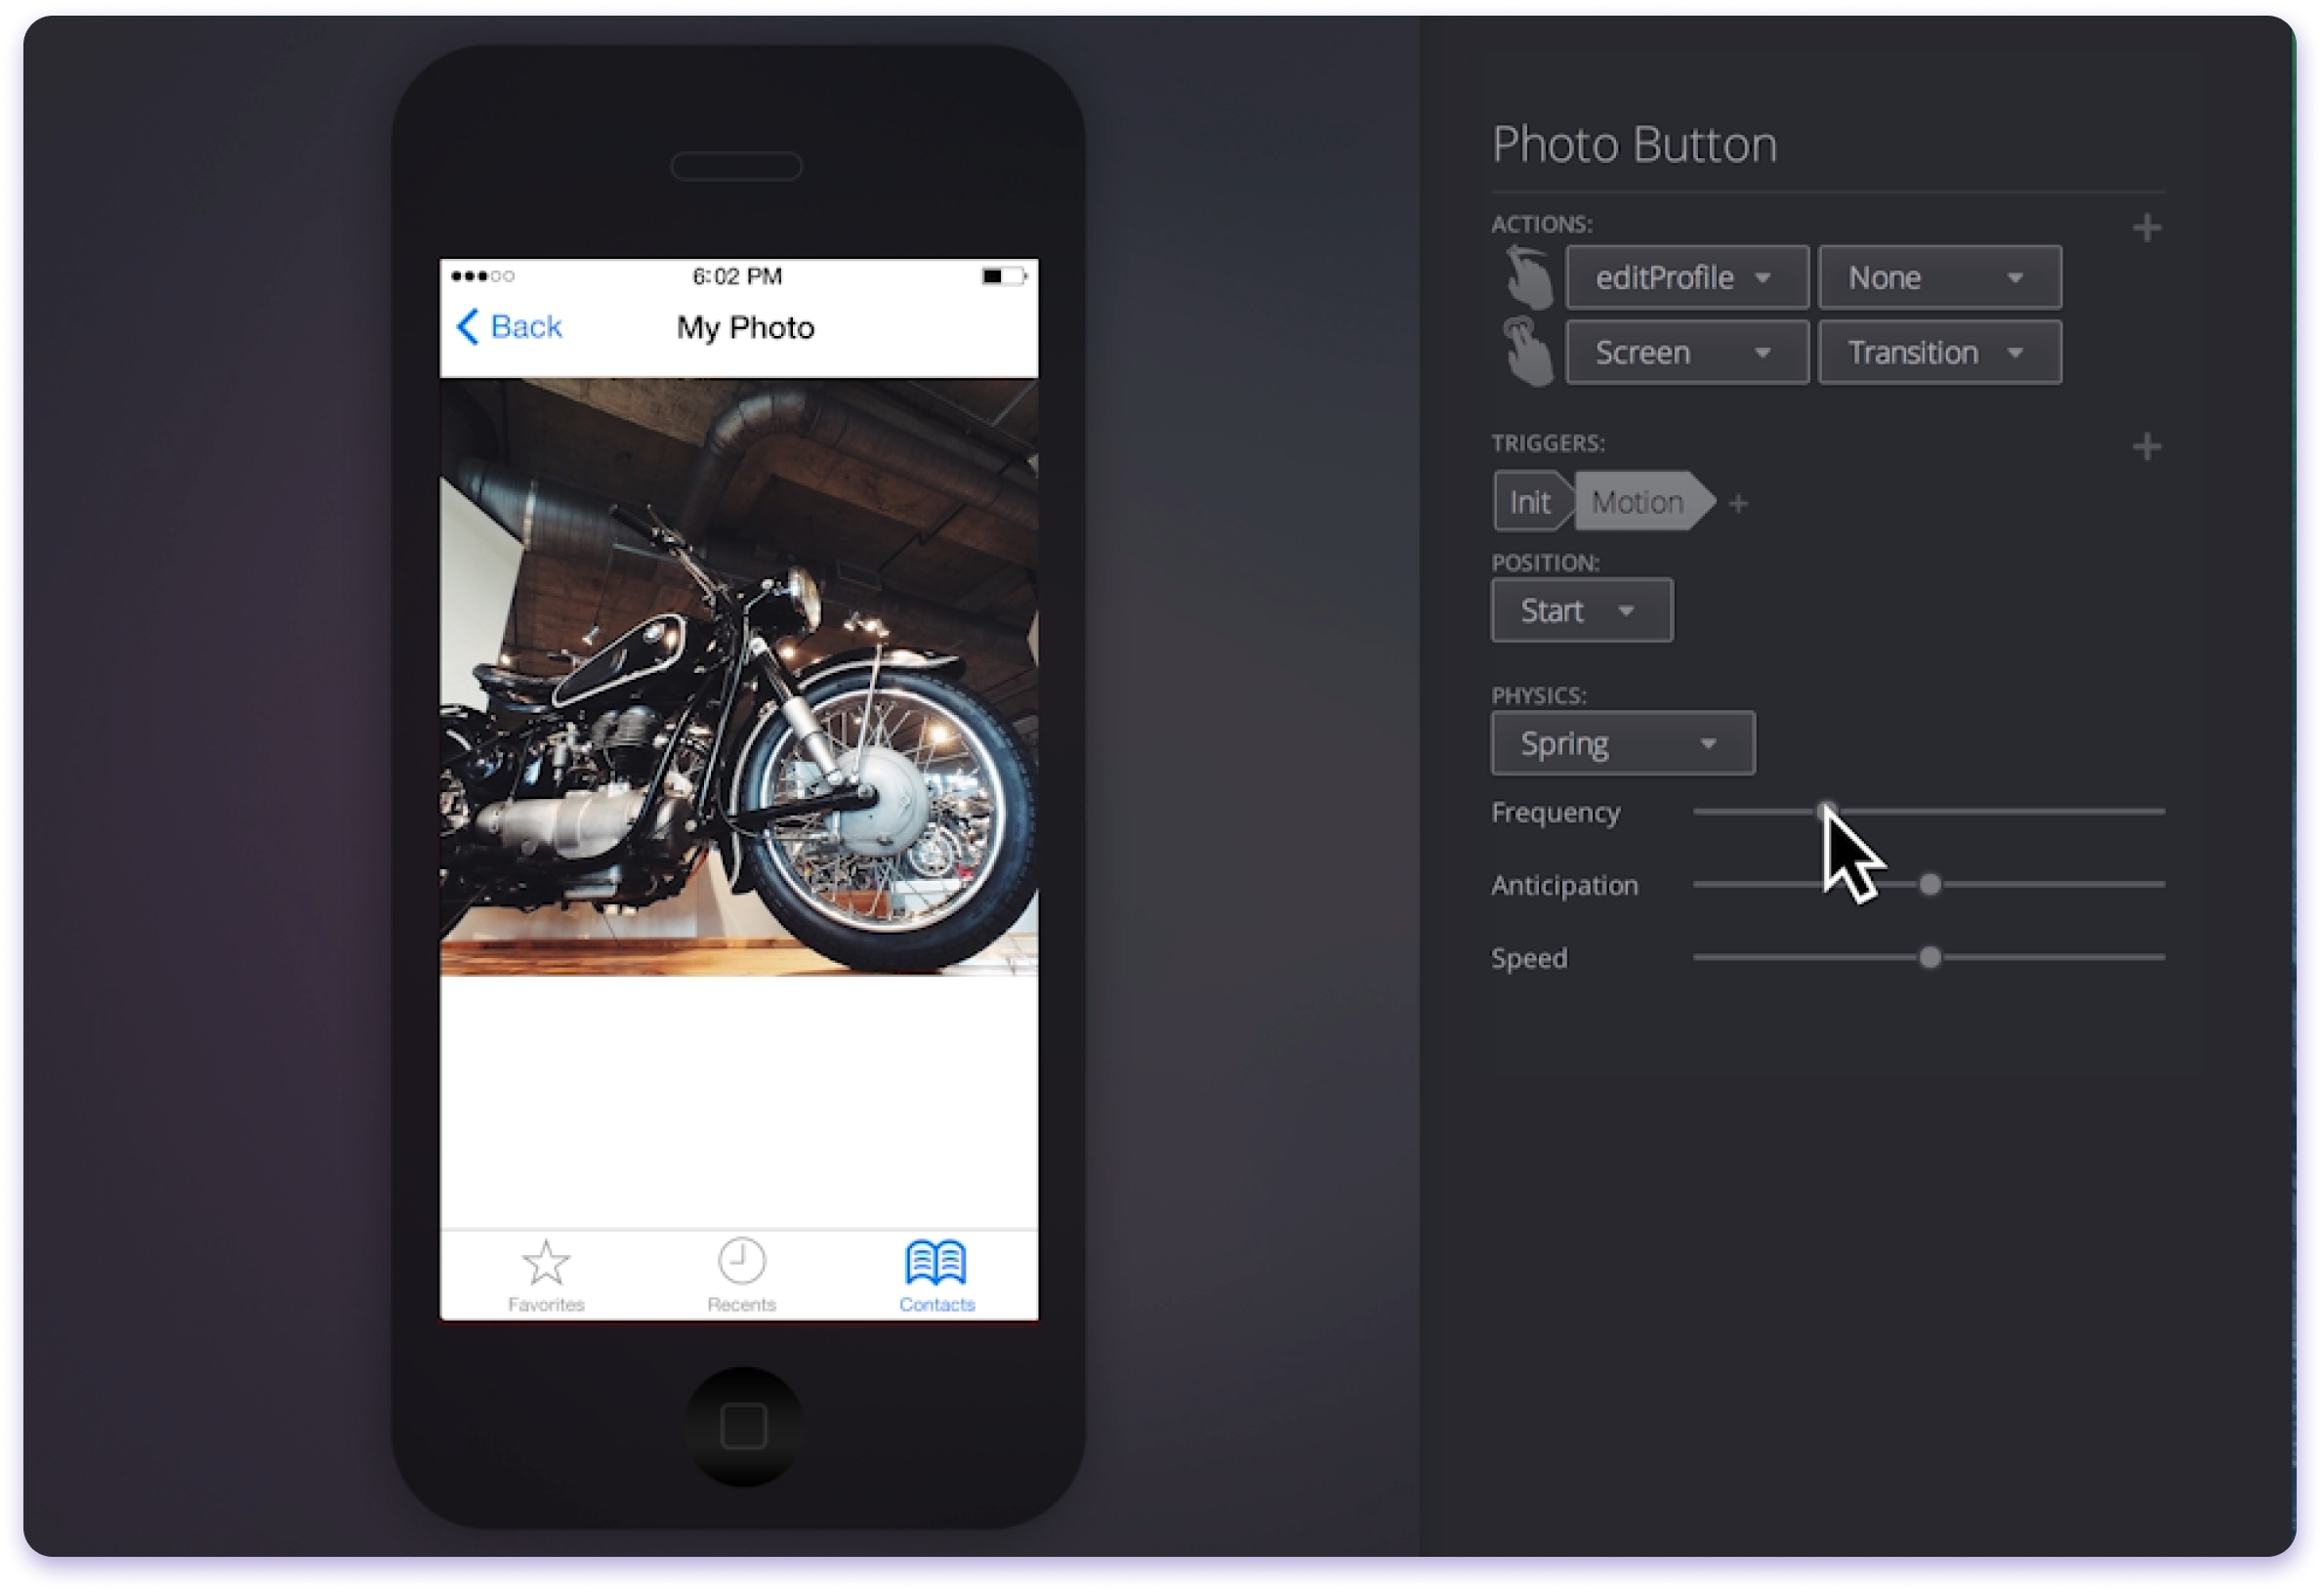 6:02 PM
Back
My Photo
Favorites
Recents
Contacts
Photo Button
ACTIONS:
editProfile
None
Screen
Transition
TRIGGERS:
Init
Motion
POSITION:
Start
PHYSICS:
Spring
Frequency
Anticipation
Speed